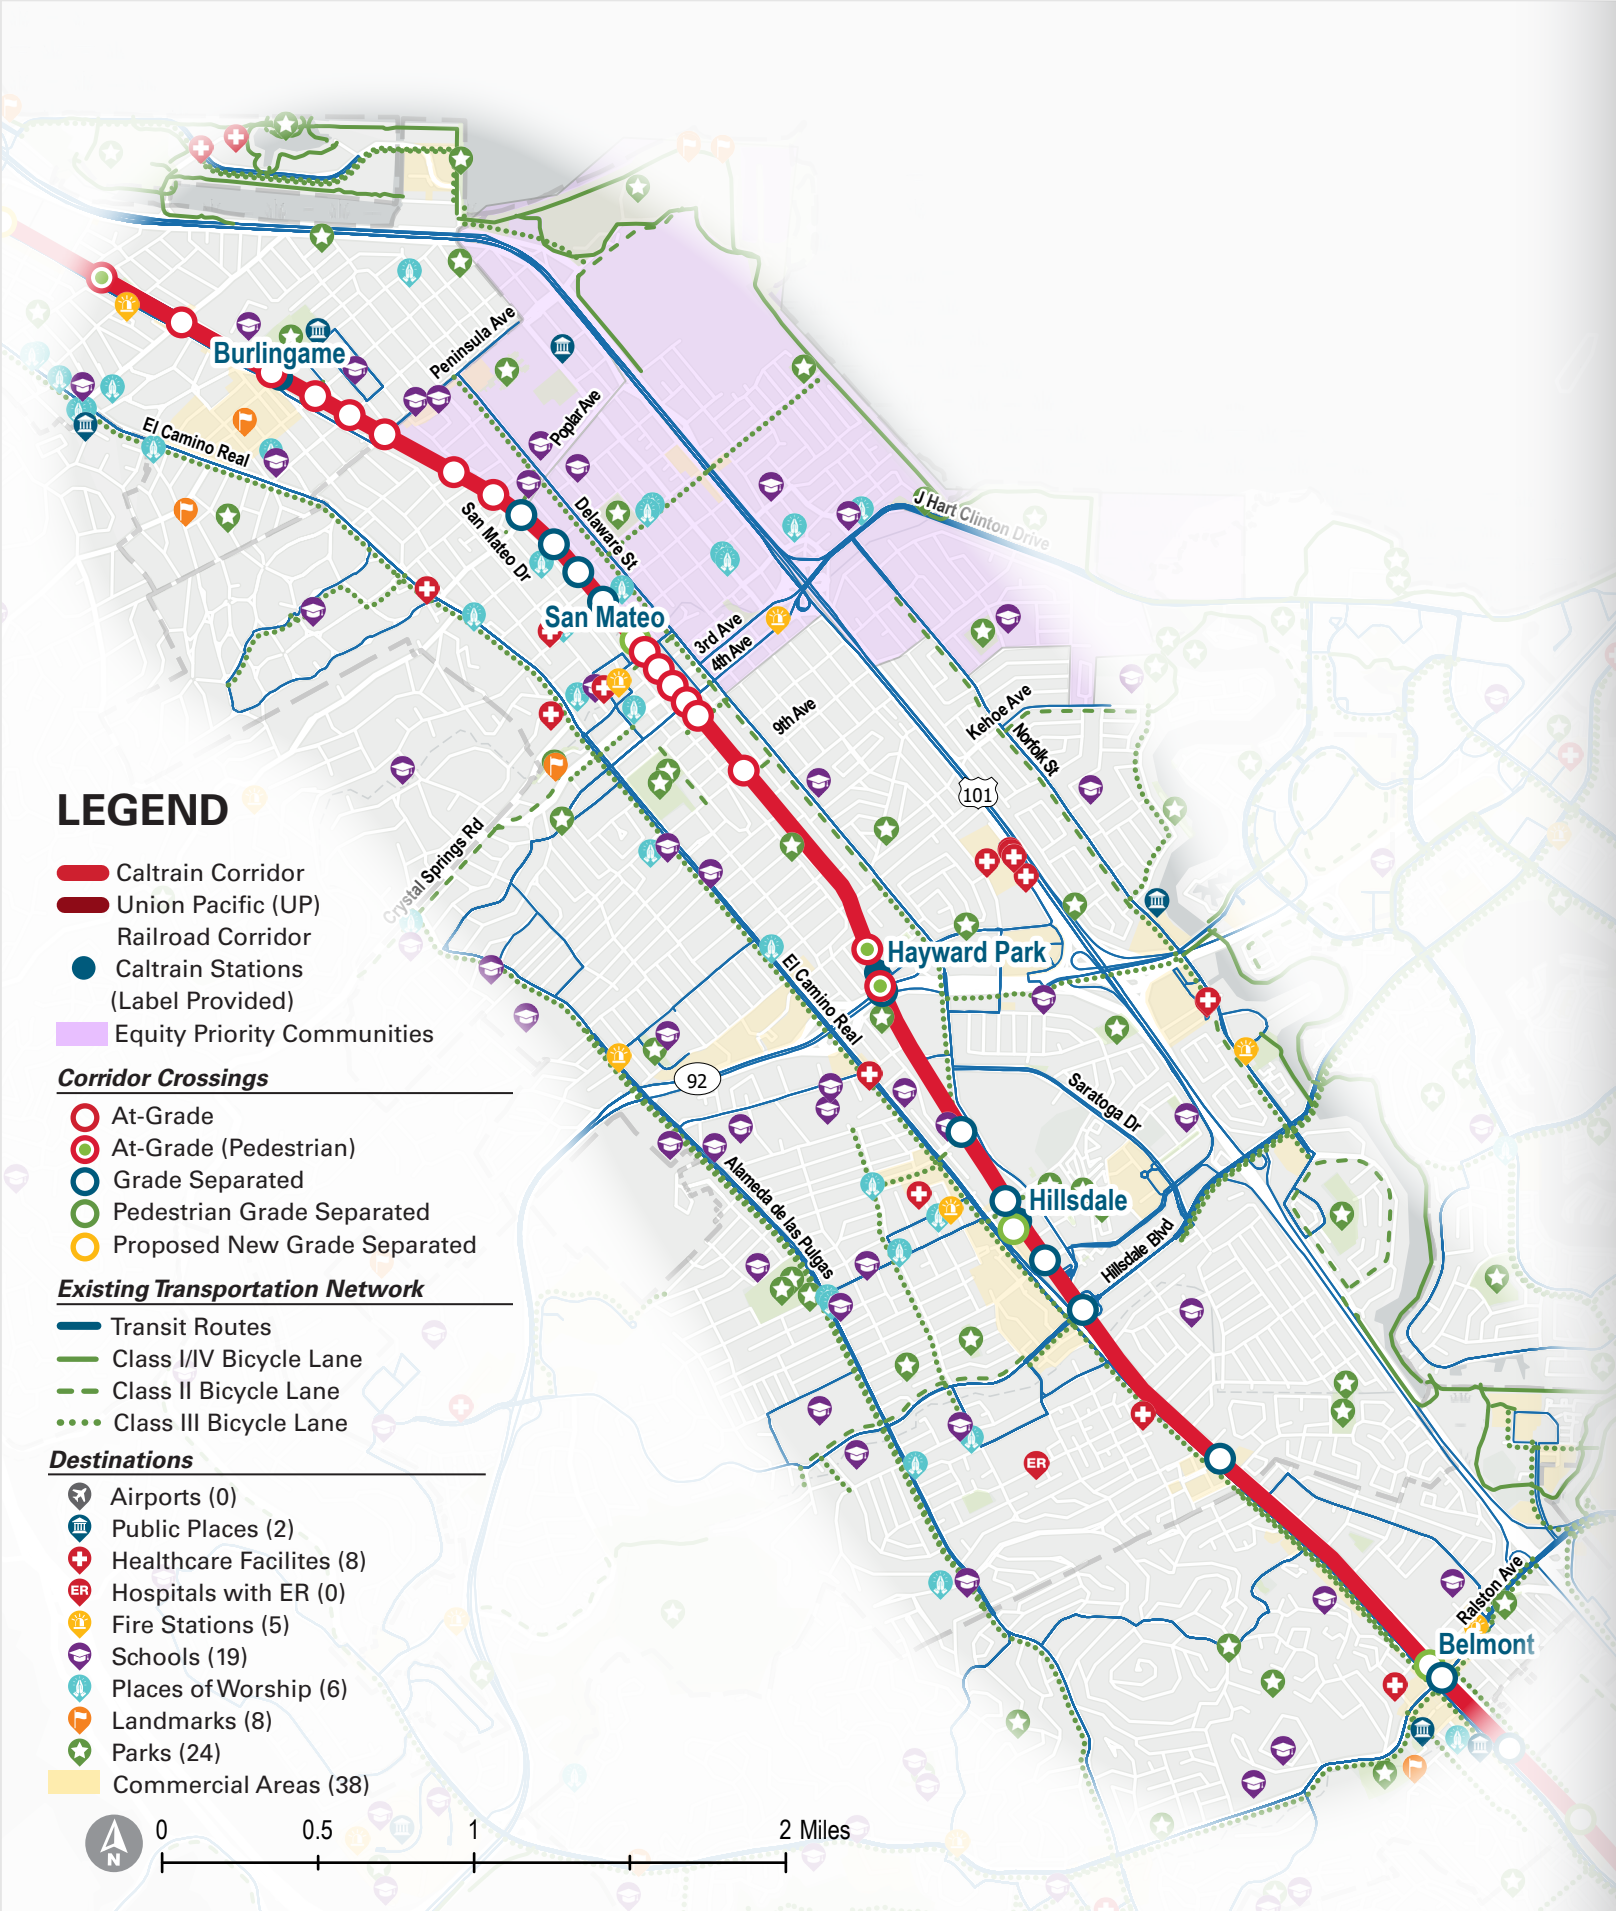 Peninsula Ave
Burlingame
Poplar Ave
El Camino Real
J Hart Clinton Drive
San Mateo Dr
Delaware St
San Mateo
3rd Ave
4th Ave
9th Ave
Kehoe Ave
Norfolk St
101
Crystal Springs Rd
Hayward Park
El Camino Real
92
Saratoga Dr
Alameda de las Pulgas
Hillsdale
Hillsdale Blvd
ER
Ralston Ave
Belmont
LEGEND
Caltrain Corridor
Union Pacific (UP)
Railroad Corridor
Caltrain Stations
(Label Provided)
Equity Priority Communities
Corridor Crossings
At-Grade
At-Grade (Pedestrian)
Grade Separated
Pedestrian Grade Separated
Proposed New Grade Separated
Existing Transportation Network
Transit Routes
Class I/IV Bicycle Lane
Class II Bicycle Lane
Class III Bicycle Lane
Destinations
Airports (0)
Public Places (2)
Healthcare Facilites (8)
ER Hospitals with ER (0)
Fire Stations (5)
Schools (19)
Places of Worship (6)
Landmarks (8)
Parks (24)
Commercial Areas (38)
N
0 0.5 1 2 Miles